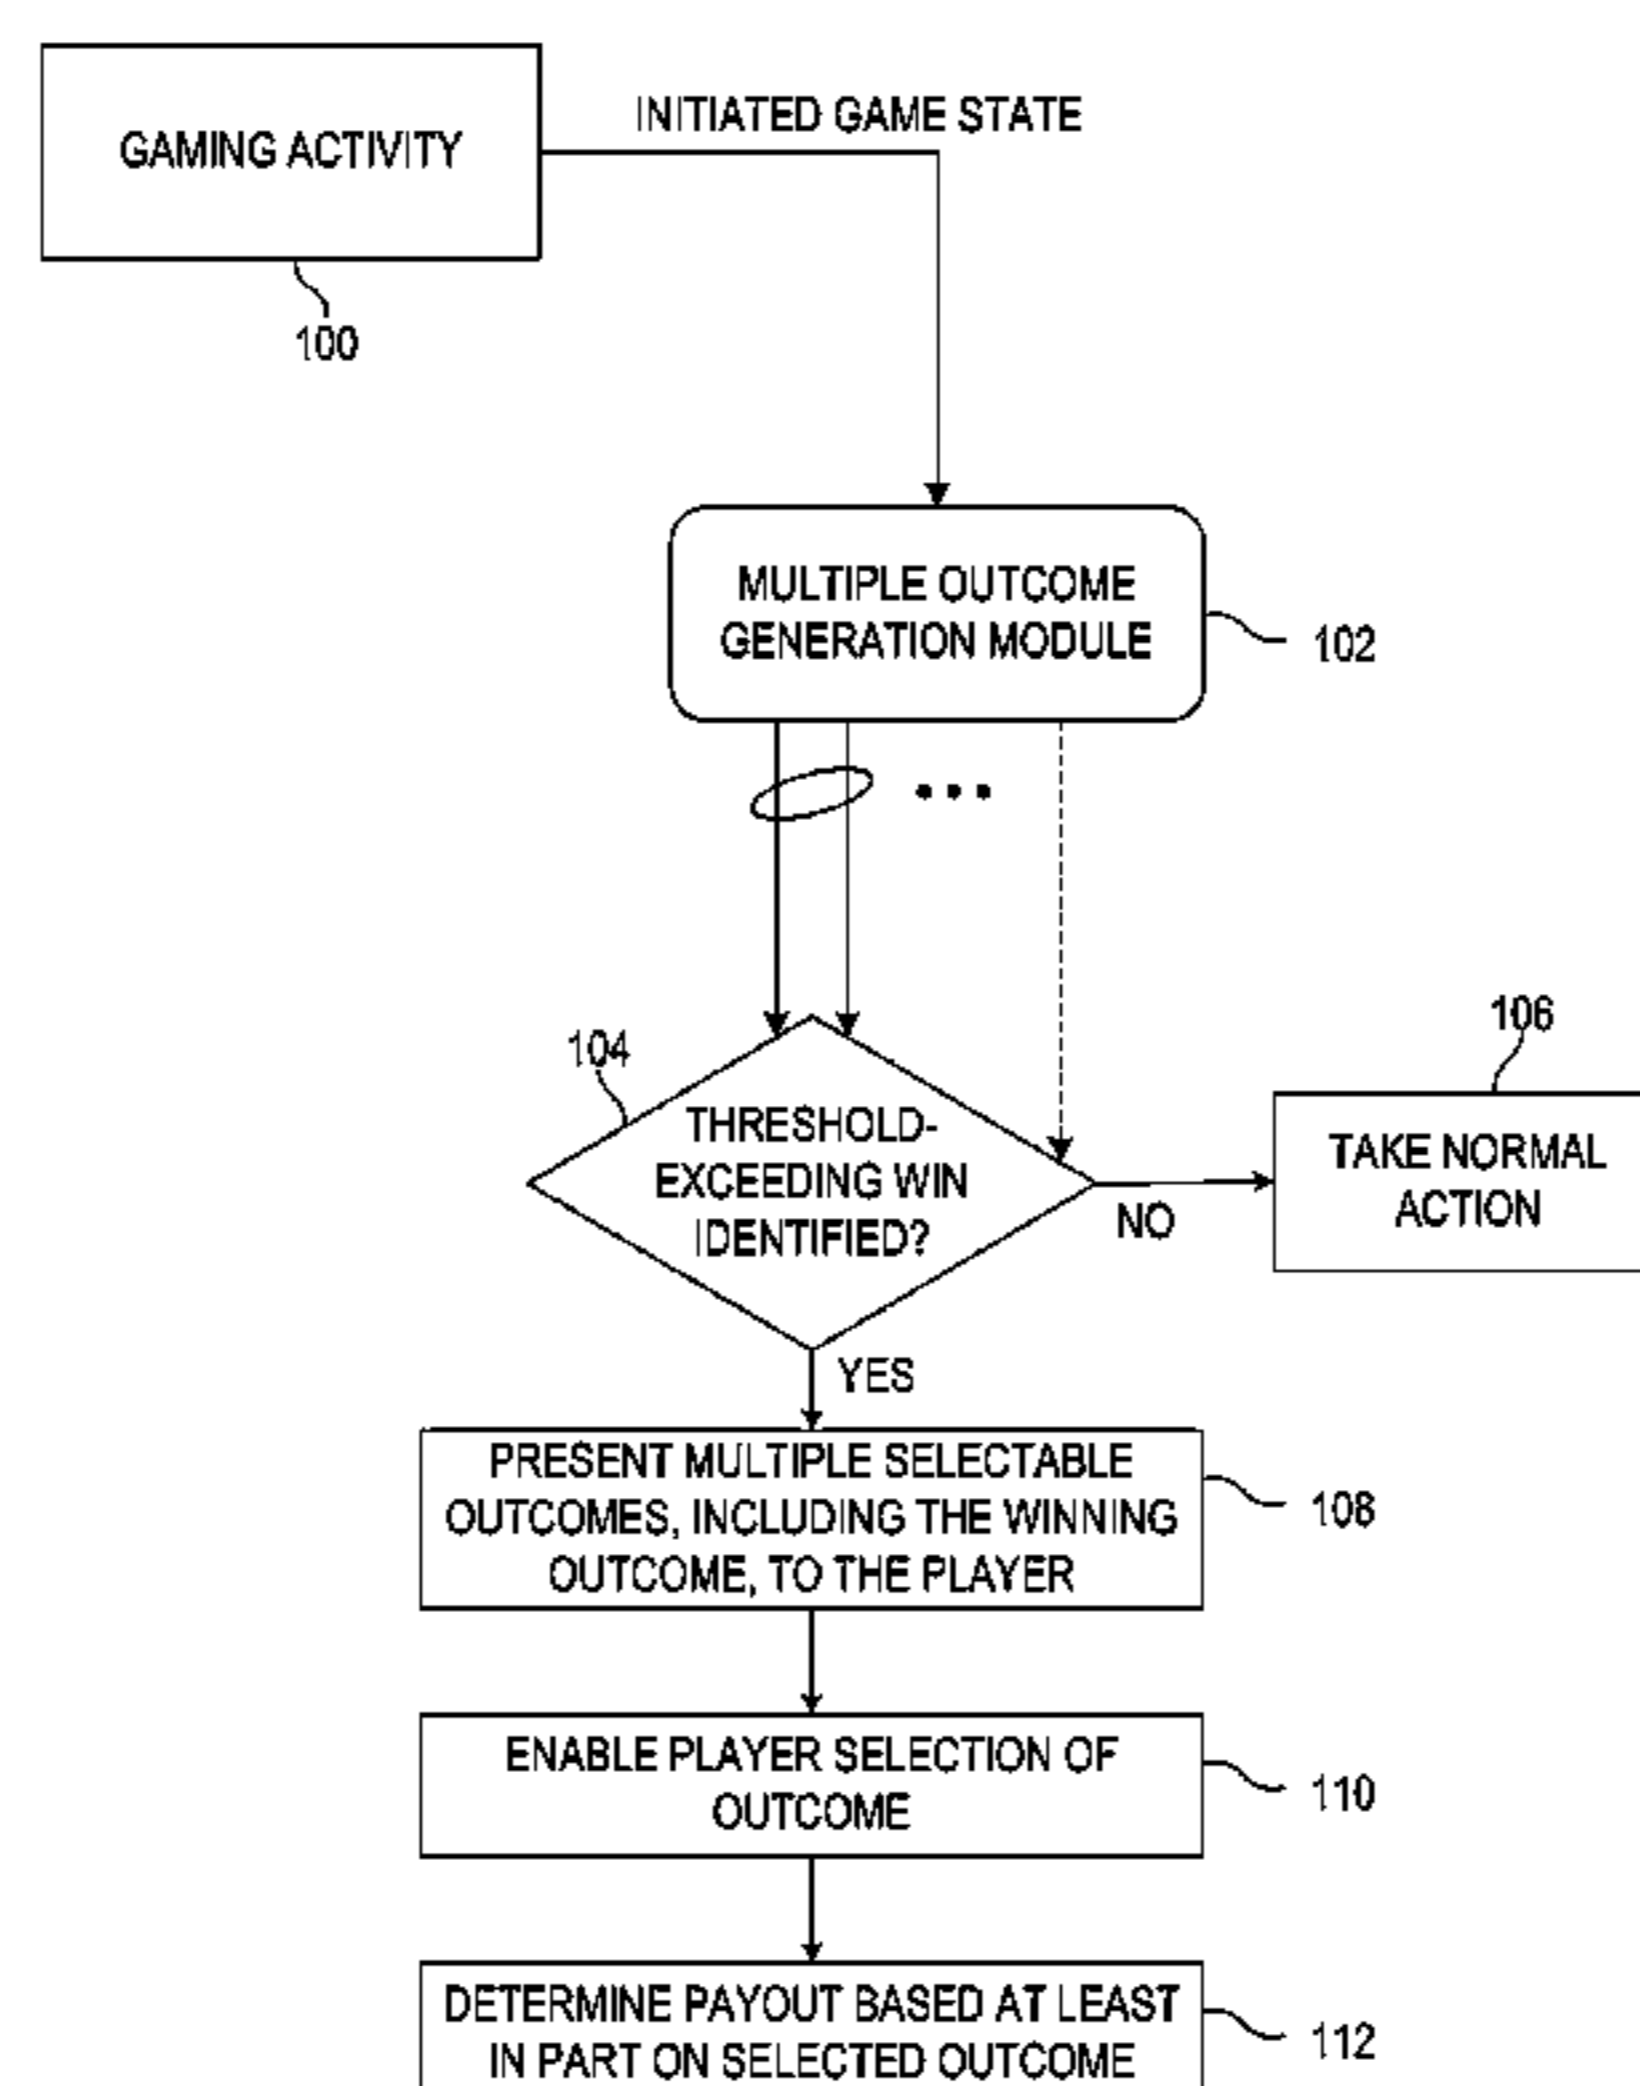 INITIATED GAME STATE
GAMING ACTIVITY
100
MULTIPLE OUTCOME
GENERATION MODULE
102
106
104
THRESHOLD-
EXCEEDING WIN
IDENTIFIED?
NO
TAKE NORMAL
ACTION
YES
PRESENT MULTIPLE SELECTABLE
OUTCOMES, INCLUDING THE WINNING
OUTCOME, TO THE PLAYER
108
ENABLE PLAYER SELECTION OF
OUTCOME
110
DETERMINE PAYOUT BASED AT LEAST
IN PART ON SELECTED OUTCOME
112